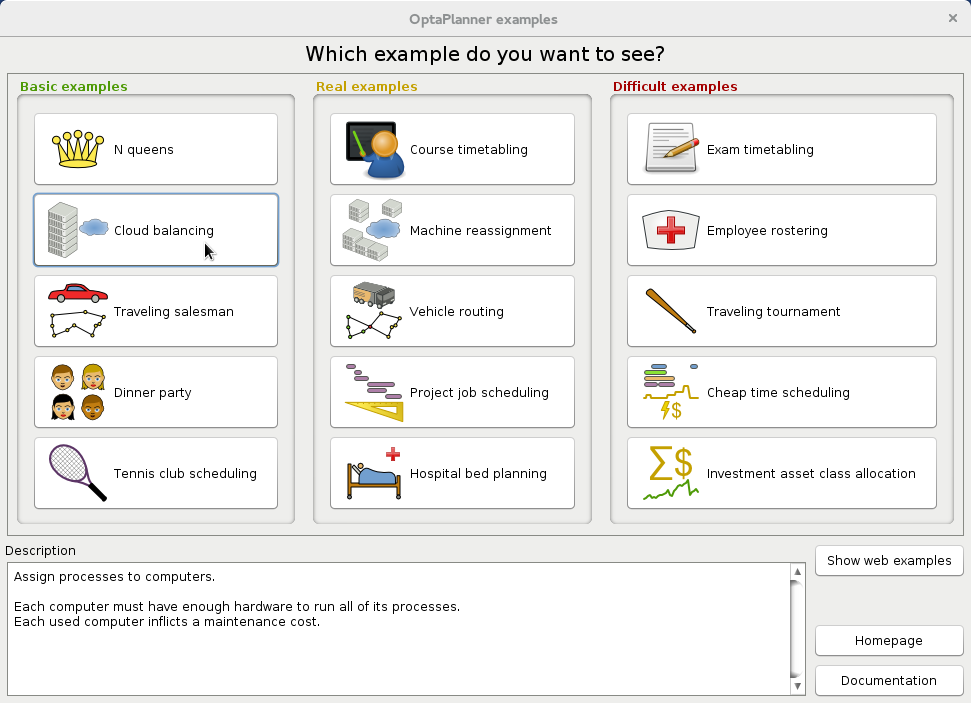 OptaPlanner examples
Which example do you want to see?
Basic examples
N queens
Cloud balancing
Traveling salesman
Dinner party
Tennis club scheduling
Real examples
Course timetabling
Machine reassignment
Vehicle routing
Project job scheduling
Hospital bed planning
Difficult examples
Exam timetabling
Employee rostering
Traveling tournament
Cheap time scheduling
Investment asset class allocation
Description
Assign processes to computers.
Each computer must have enough hardware to run all of its processes.
Each used computer inflicts a maintenance cost.
Show web examples
Homepage
Documentation